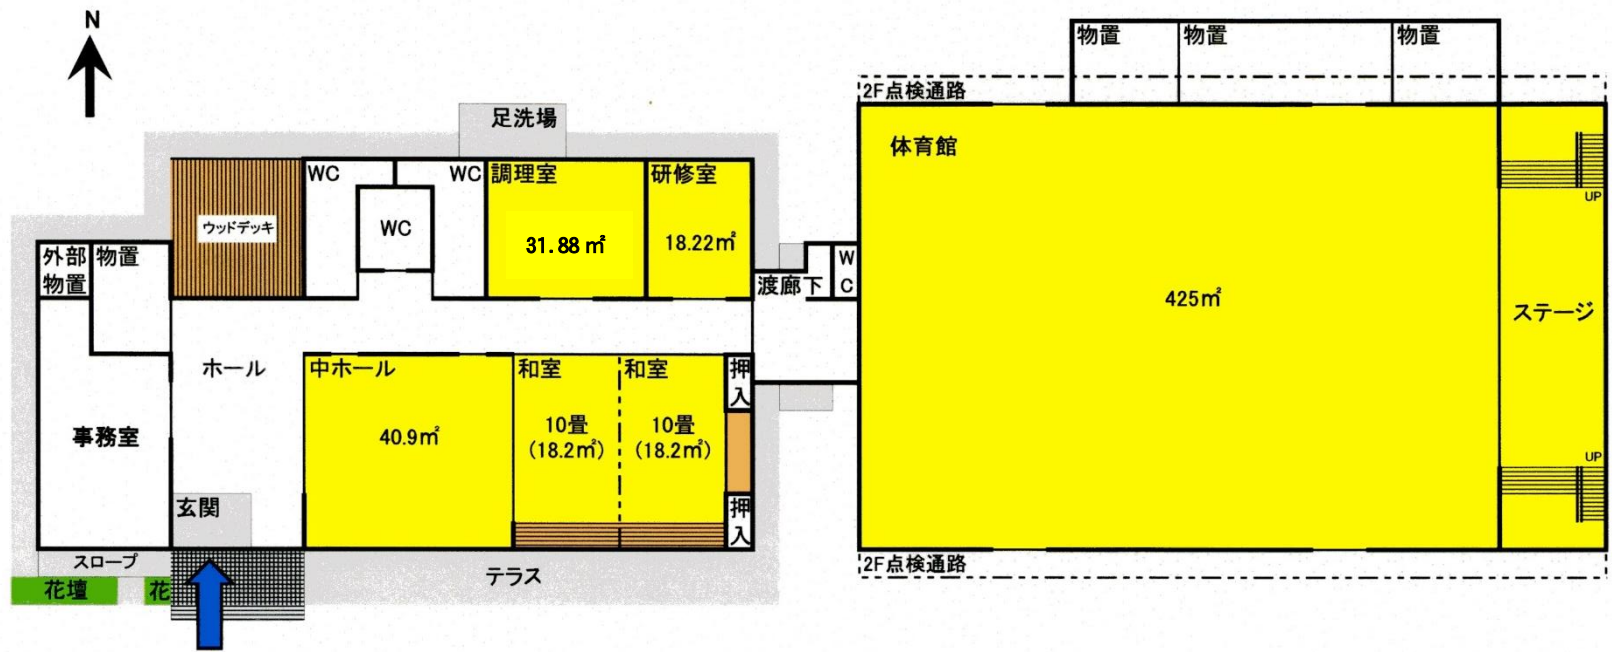 N
物置
物置
物置
2F点検通路
足洗場
体育館
WC
WC
調理室
研修室
ウッドデッキ
WC
31.88㎡
18.22㎡
UP
外部
物置
物置
渡廊下
W
C
425㎡
ステージ
ホール
中ホール
和室
和室
押
入
事務室
40.9㎡
10畳
(18.2㎡)
10畳
(18.2㎡)
UP
玄関
押
入
スロープ
テラス
2F点検通路
花壇
花